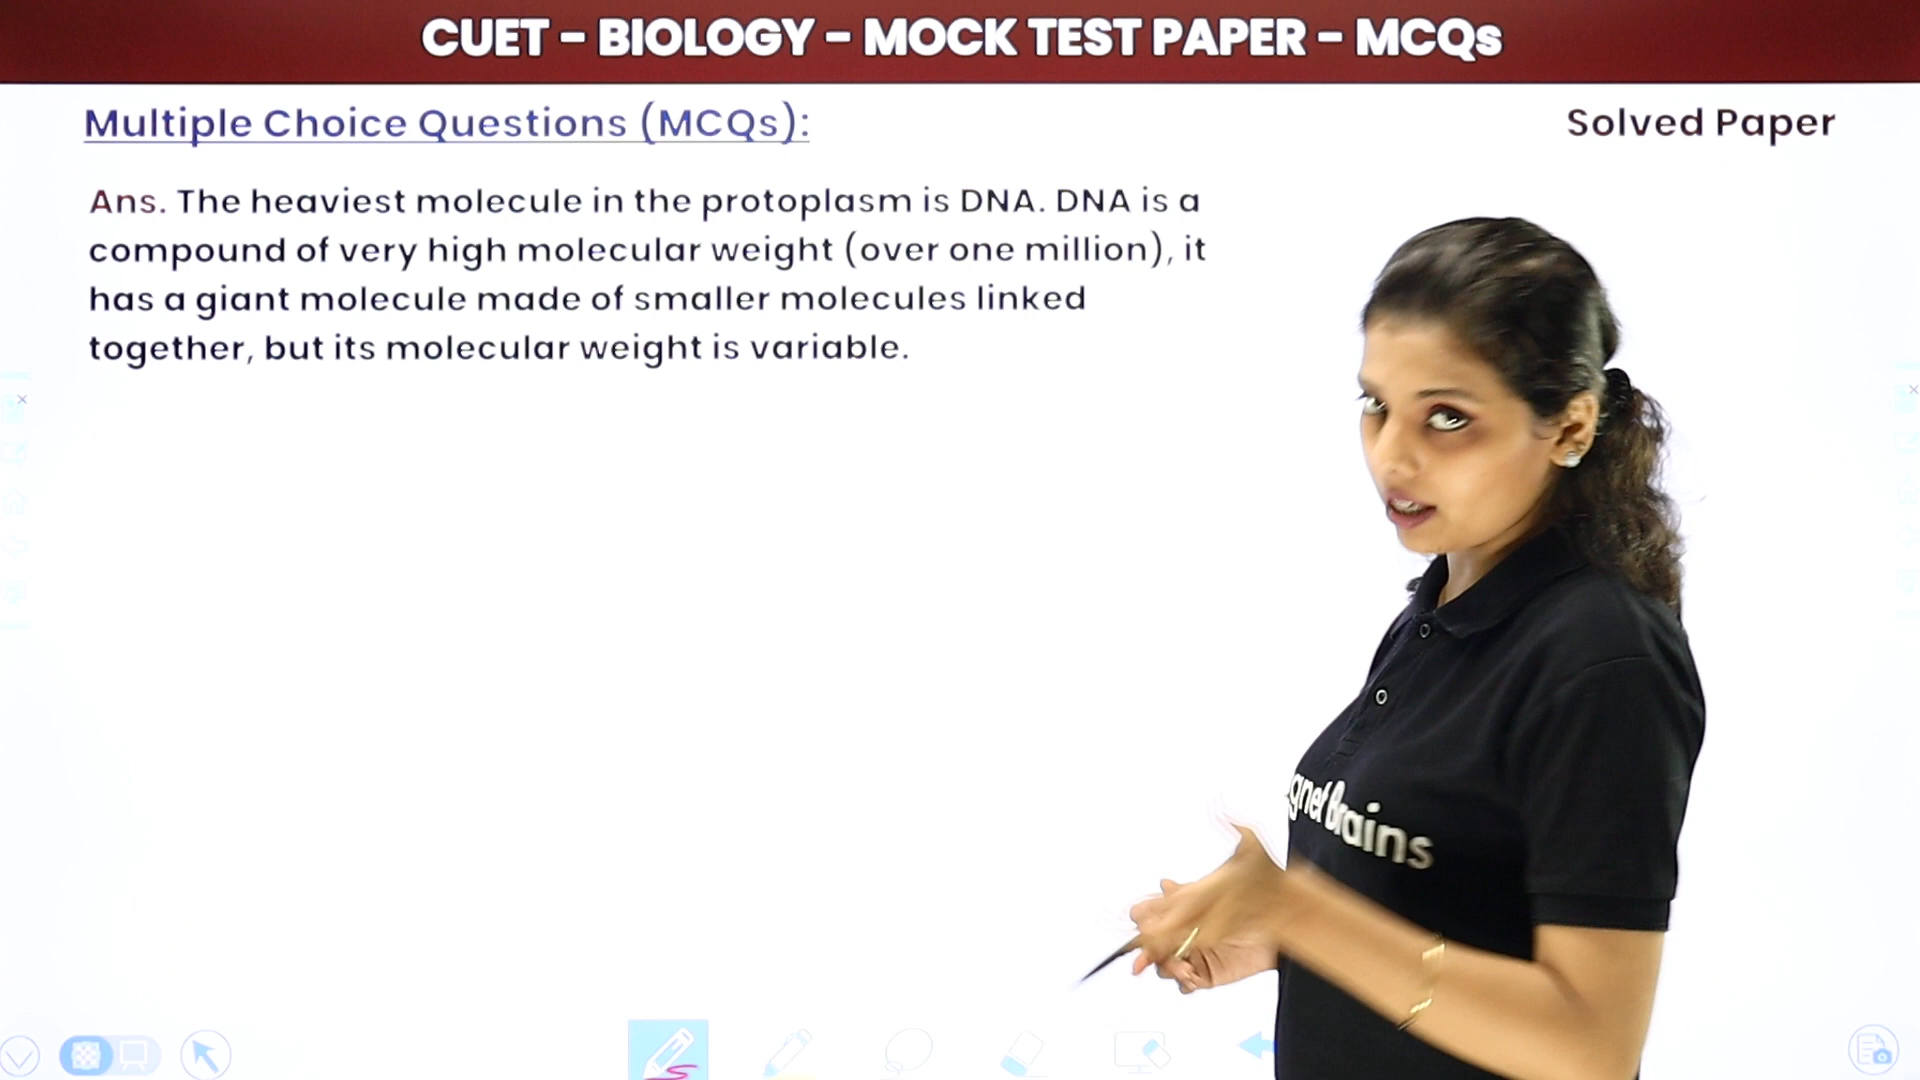 CUET - BIOLOGY - MOCK TEST PAPER - MCQs
Multiple Choice Questions (MCQs):
Solved Paper
Ans. The heaviest molecule in the protoplasm is DNA. DNA is a
compound of very high molecular weight (over one million), it
has a giant molecule made of smaller molecules linked
together, but its molecular weight is variable.
gnet Brains